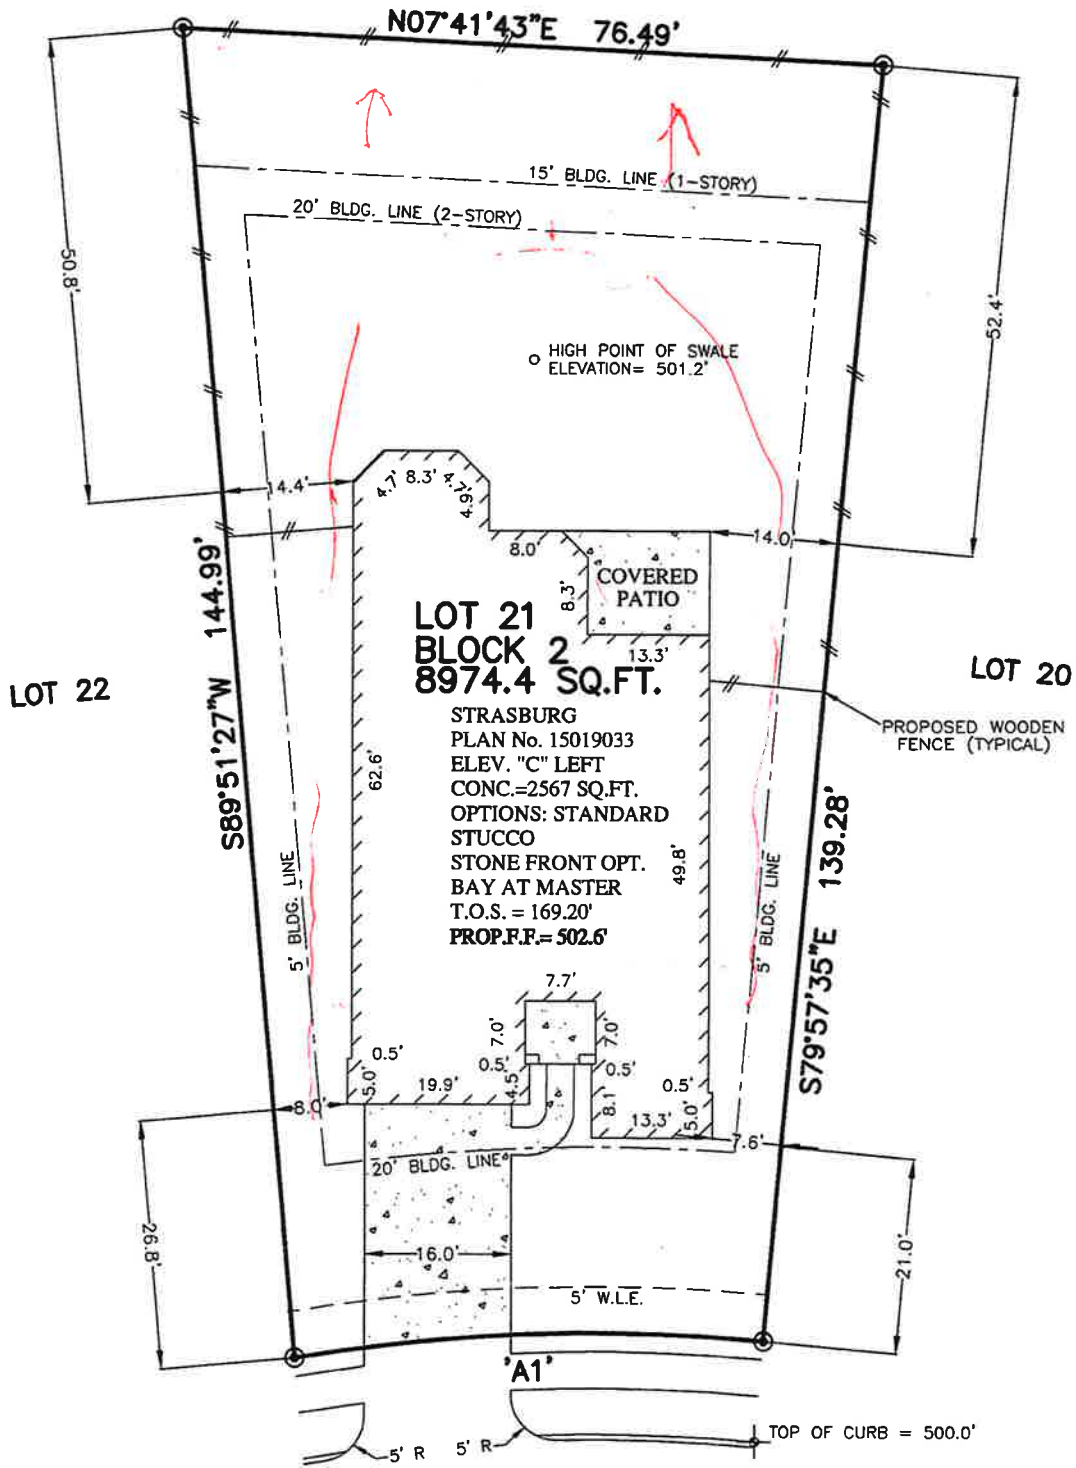 N07°41'43"E 76.49'
15' BLDG. LINE (1-STORY)
20' BLDG. LINE (2-STORY)
50.8'
52.4'
HIGH POINT OF SWALE
ELEVATION= 501.2'
14.4'
4.7'
8.3'
4.7'
4.9'
8.0'
14.0'
8.3'
COVERED
PATIO
13.3'
S89°51'27"W 144.99'
LOT 21
BLOCK 2
8974.4 SQ.FT.
LOT 22
LOT 20
STRASBURG
PLAN No. 15019033
ELEV. "C" LEFT
CONC.=2567 SQ.FT.
OPTIONS: STANDARD
STUCCO
STONE FRONT OPT.
BAY AT MASTER
T.O.S. = 169.20'
PROP.F.F.= 502.6'
PROPOSED WOODEN
FENCE (TYPICAL)
62.6'
49.8'
S79°57'35"E 139.28'
5' BLDG. LINE
5' BLDG. LINE
7.7'
7.0'
7.0'
0.5'
0.5'
0.5'
0.5'
5.0'
19.9'
4.5'
8.1'
13.3'
5.0'
8.0'
7.6'
20' BLDG. LINE
26.8'
16.0'
21.0'
5' W.L.E.
'A1'
5' R
5' R
TOP OF CURB = 500.0'